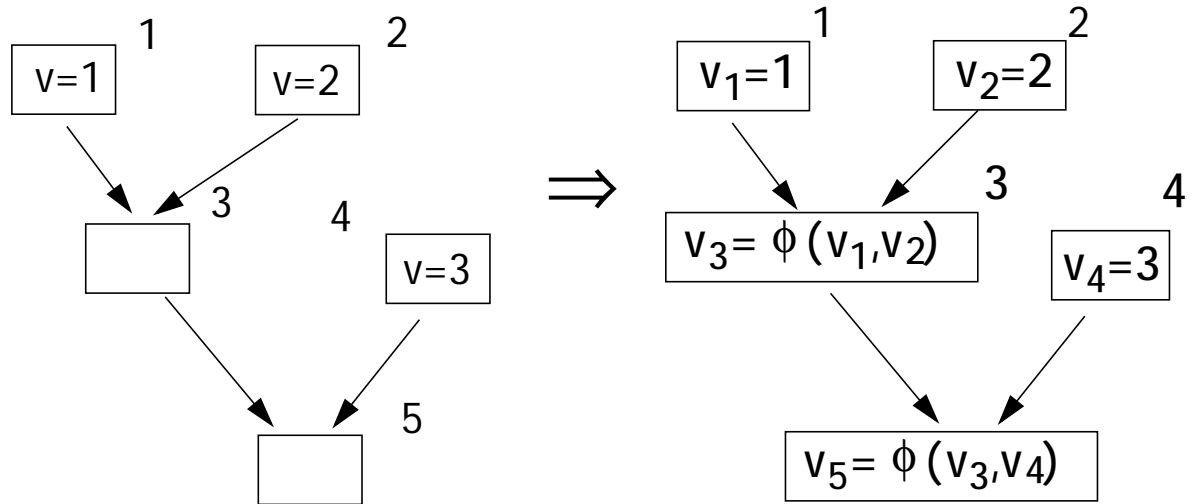 1
v=1
2
v=2
3
4
v=3
5
⇒
1
v₁=1
2
v₂=2
3
v₃= ϕ (v₁,v₂)
4
v₄=3
v₅= ϕ (v₃,v₄)